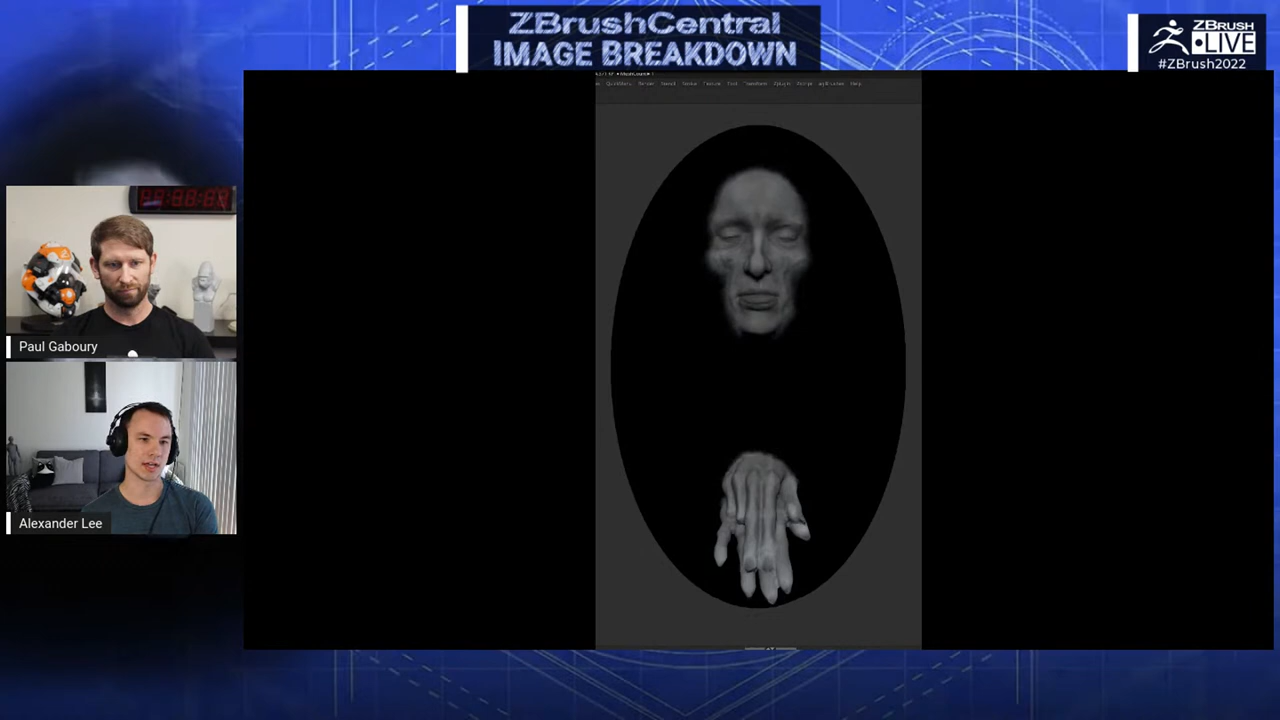 ZBrushCentral
IMAGE BREAKDOWN
ZBRUSH
LIVE
#ZBrush2022
Paul Gaboury
Alexander Lee